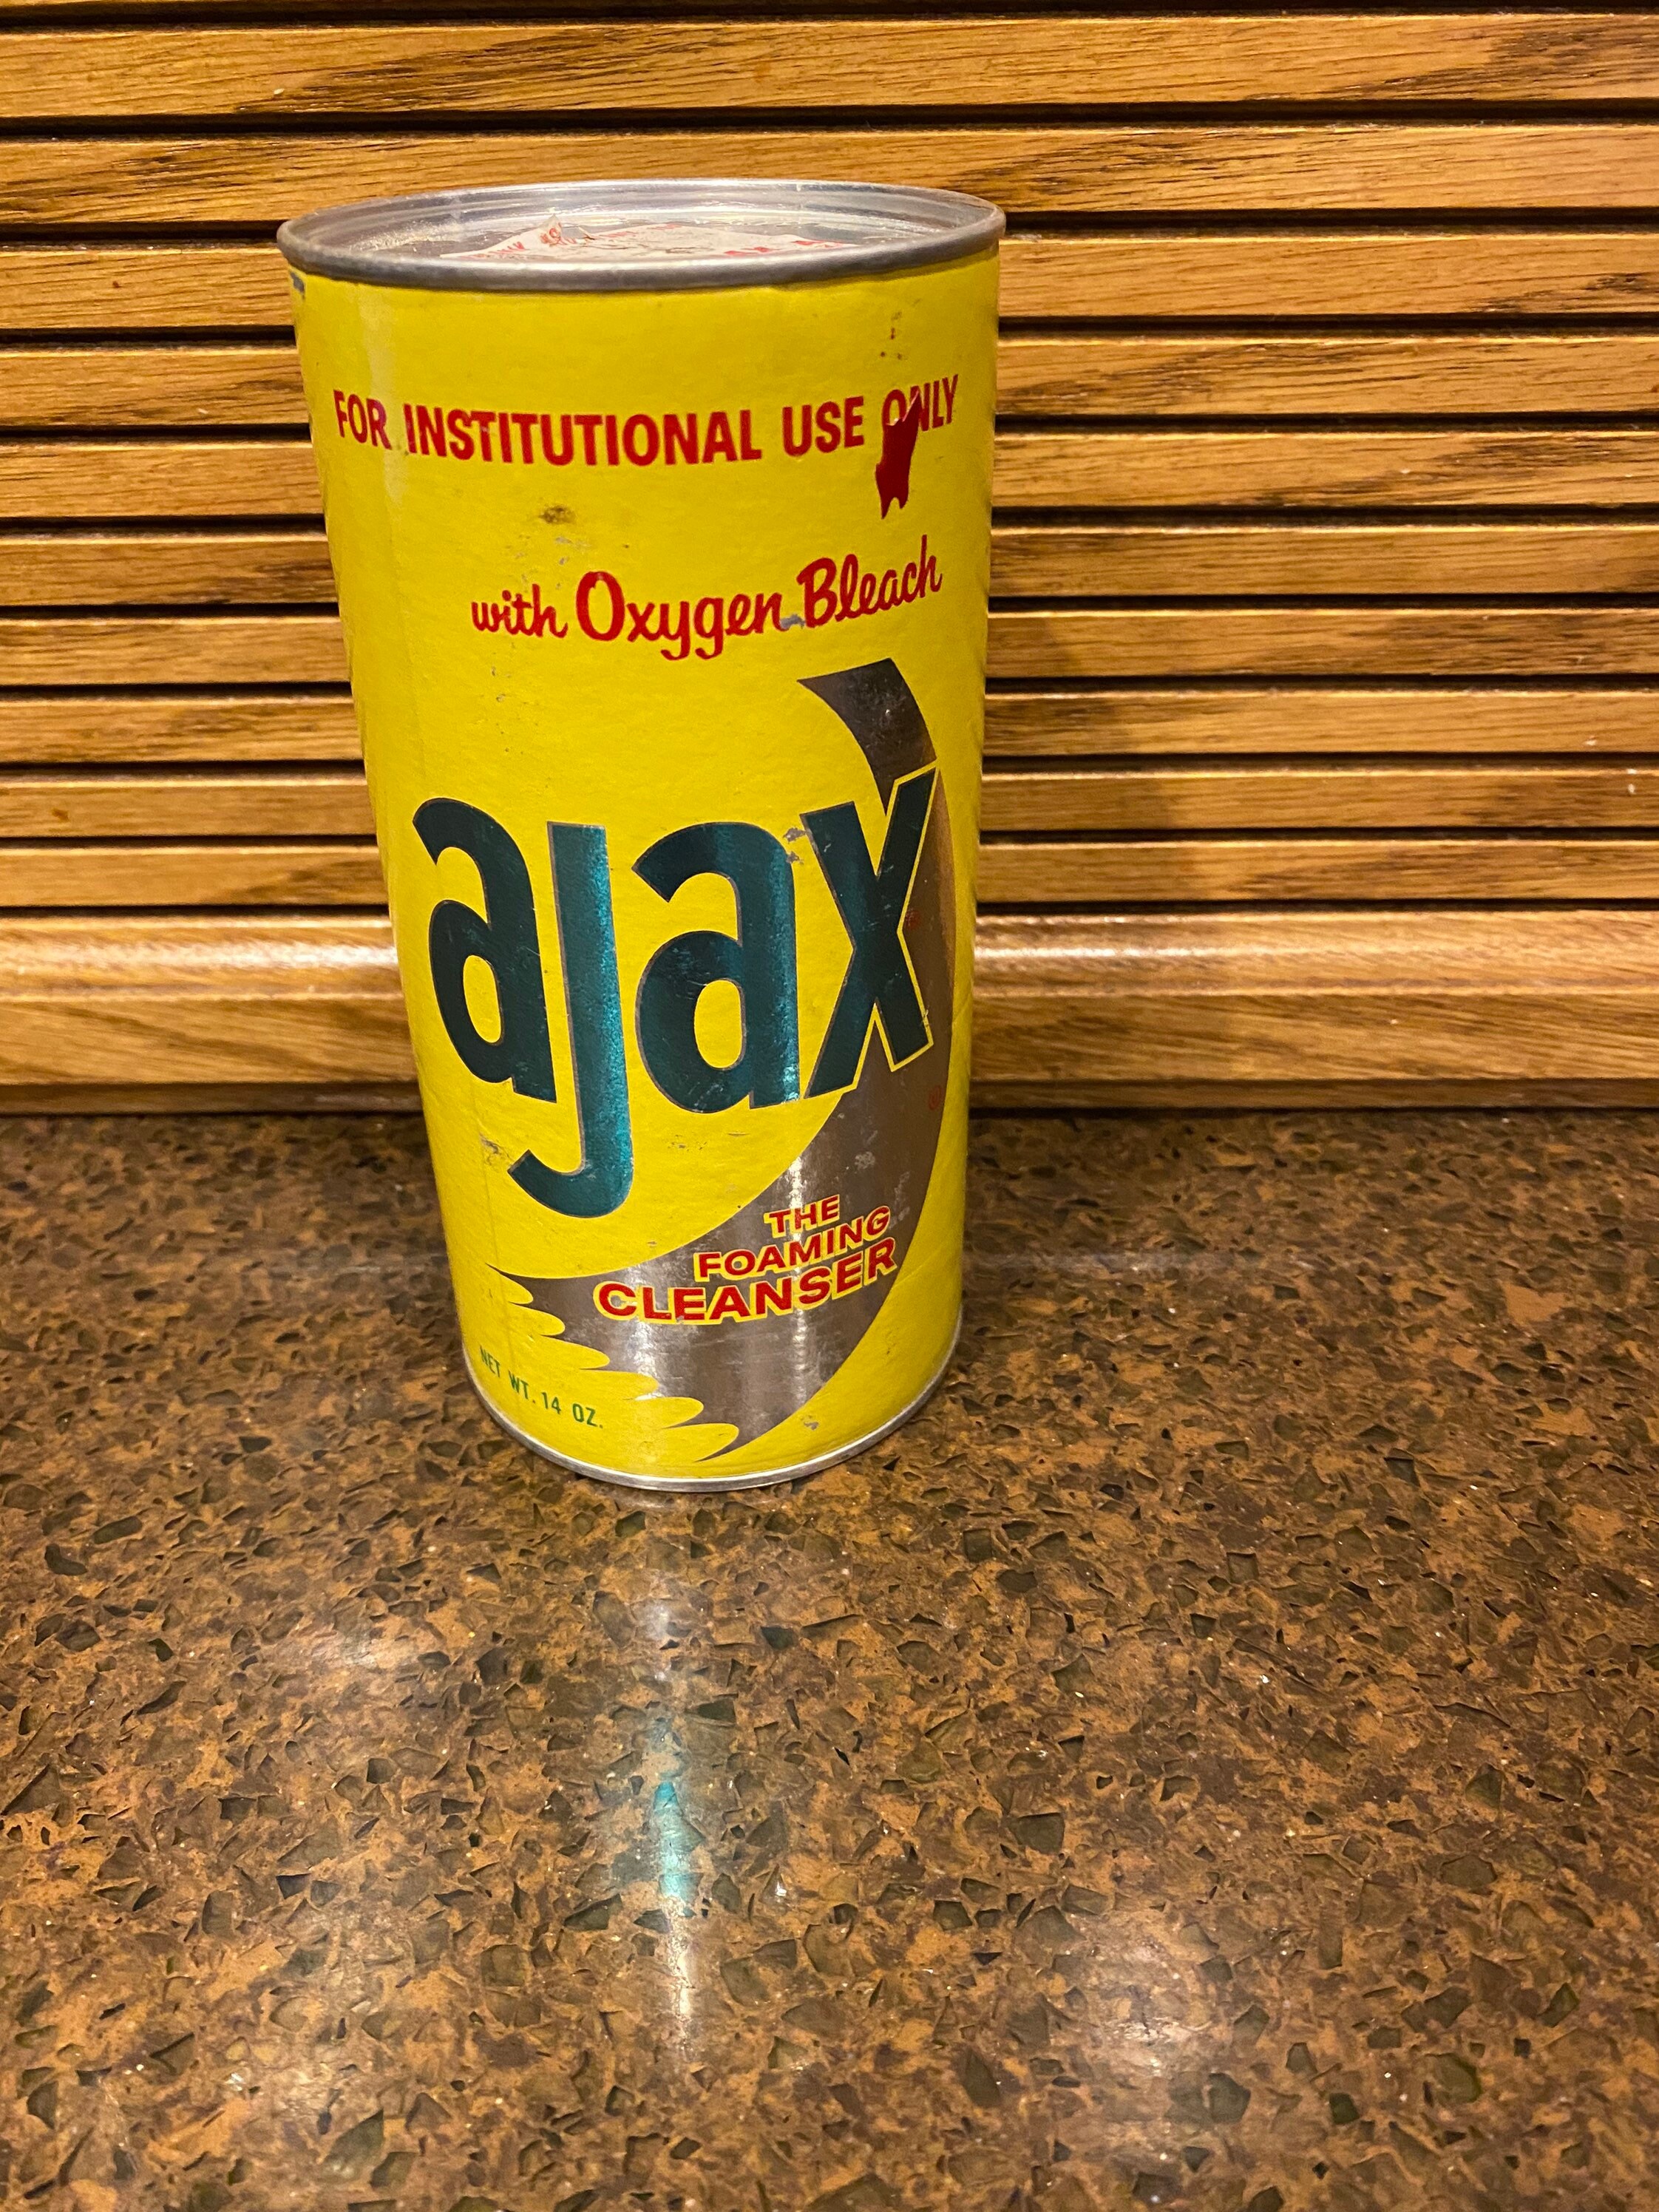 FOR INSTITUTIONAL USE ONLY
with Oxygen Bleach
ajax
THE
FOAMING
CLEANSER
NET WT. 14 OZ.